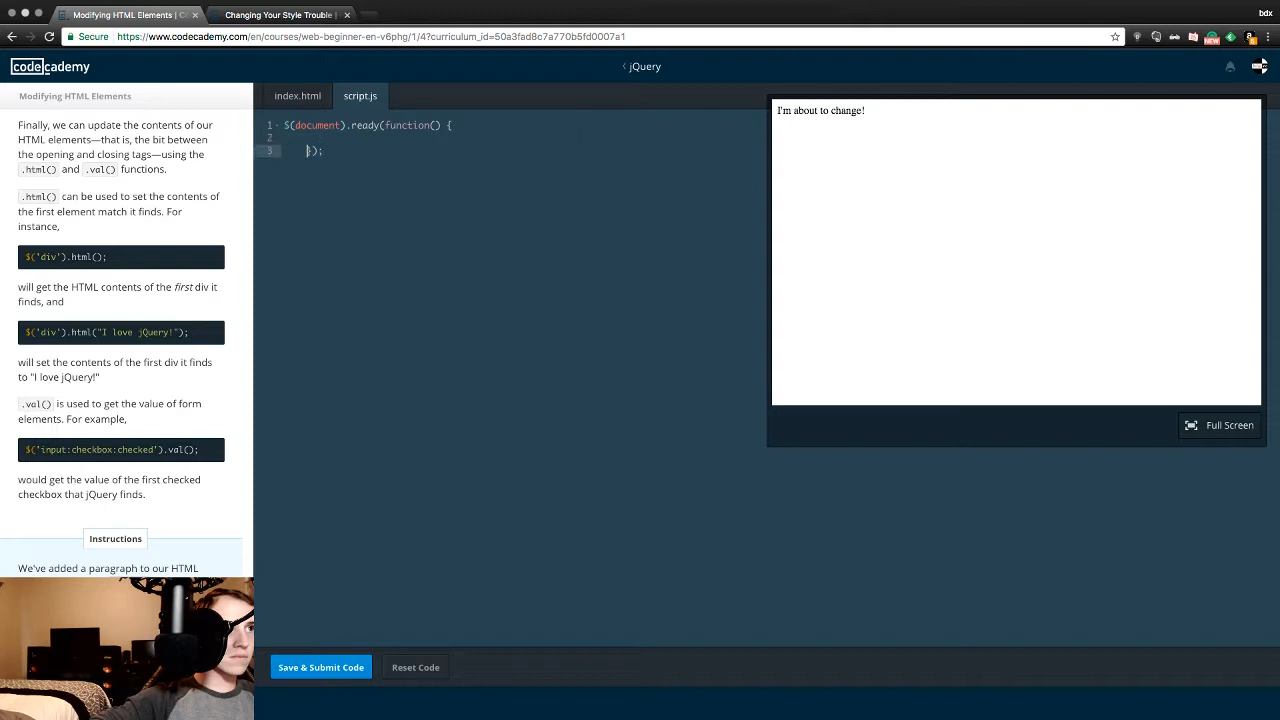 Modifying HTML Elements | C
Changing Your Style Trouble |
bdx
Secure
https://www.codecademy.com/en/courses/web-beginner-en-v6phg/1/4?curriculum_id=50a3fad8c7a770b5fd0007a1
NEW
6
codecademy
jQuery
Modifying HTML Elements
Finally, we can update the contents of our
HTML elements—that is, the bit between
the opening and closing tags—using the
.html() and .val() functions.
.html() can be used to set the contents of
the first element match it finds. For
instance,
$('div').html();
will get the HTML contents of the first div it
finds, and
$('div').html("I love jQuery!");
will set the contents of the first div it finds
to "I love jQuery!"
.val() is used to get the value of form
elements. For example,
$('input:checkbox:checked').val();
would get the value of the first checked
checkbox that jQuery finds.
Instructions
We've added a paragraph to our HTML
index.html
script.js
1 $(document).ready(function() {
2
3 });
I'm about to change!
Full Screen
Save & Submit Code
Reset Code